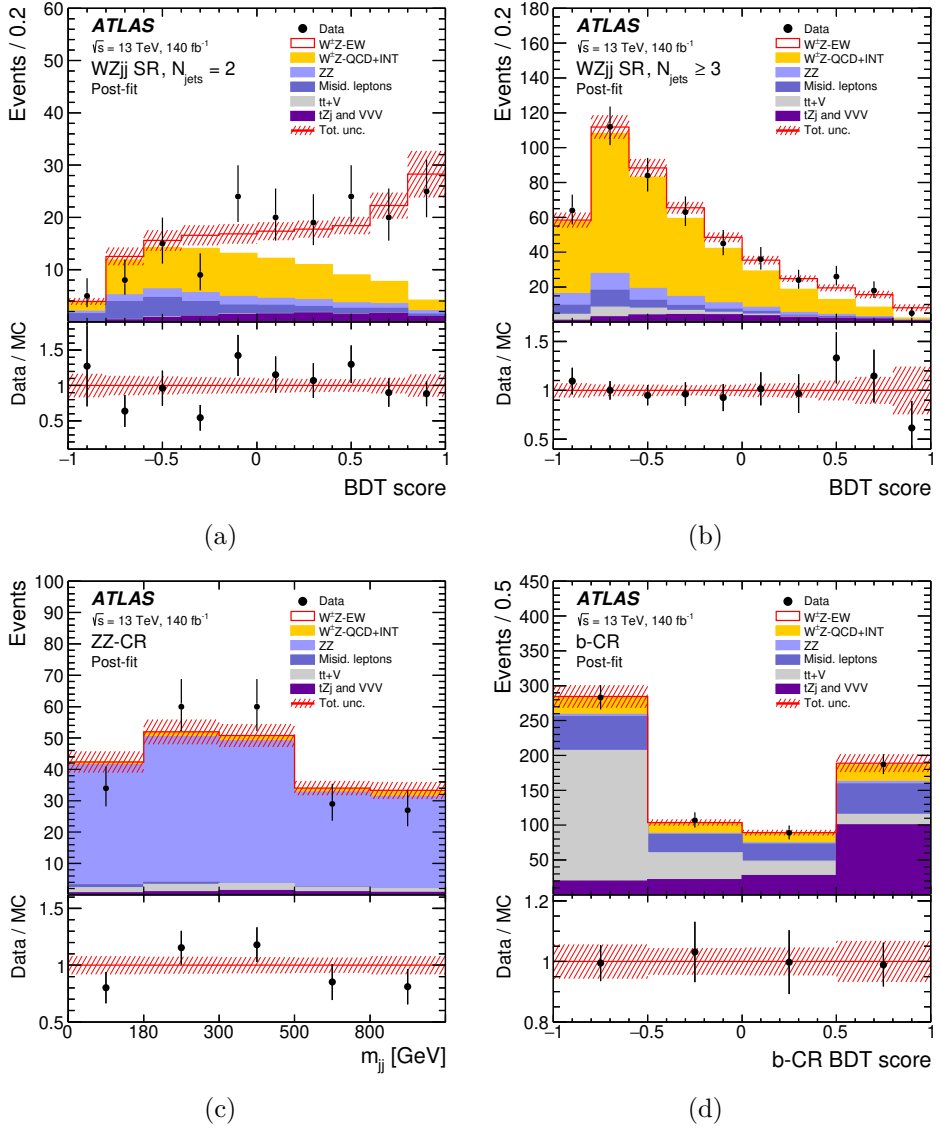 Events / 0.2
60
50
40
30
20
10
ATLAS
√s = 13 TeV, 140 fb⁻¹
WZjj SR, N_jets = 2
Post-fit
Data
W±Z-EW
W±Z-QCD+INT
ZZ
Misid. leptons
tt+V
tZj and VVV
Tot. unc.
Data / MC
1.5
1
0.5
−1 −0.5 0 0.5 1
BDT score
(a)
Events / 0.2
180
160
140
120
100
80
60
40
20
ATLAS
√s = 13 TeV, 140 fb⁻¹
WZjj SR, N_jets ≥ 3
Post-fit
Data
W±Z-EW
W±Z-QCD+INT
ZZ
Misid. leptons
tt+V
tZj and VVV
Tot. unc.
Data / MC
1.5
1.0
0.5
−1 −0.5 0 0.5 1
BDT score
(b)
Events
100
90
80
70
60
50
40
30
20
10
ATLAS
√s = 13 TeV, 140 fb⁻¹
ZZ-CR
Post-fit
Data
W±Z-EW
W±Z-QCD+INT
ZZ
Misid. leptons
tt+V
tZj and VVV
Tot. unc.
Data / MC
1.5
1
0.5
0 180 300 500 800
m_jj [GeV]
(c)
Events / 0.5
450
400
350
300
250
200
150
100
50
ATLAS
√s = 13 TeV, 140 fb⁻¹
b-CR
Post-fit
Data
W±Z-EW
W±Z-QCD+INT
ZZ
Misid. leptons
tt+V
tZj and VVV
Tot. unc.
Data / MC
1.2
1.0
0.8
−1 −0.5 0 0.5 1
b-CR BDT score
(d)